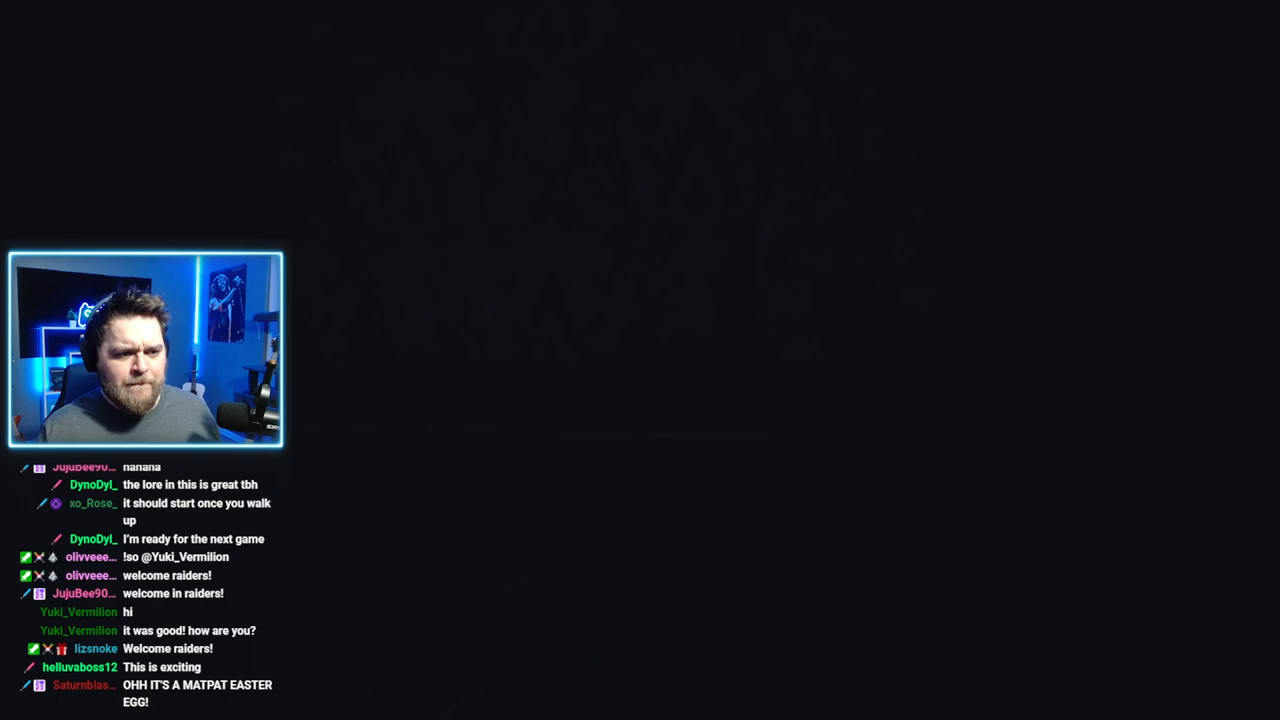 JujuBee90... hahaha
DynoDyl_ the lore in this is great tbh
xo_Rose_ it should start once you walk
up
DynoDyl_ I'm ready for the next game
olivveee... !so @Yuki_Vermilion
olivveee... welcome raiders!
JujuBee90... welcome in raiders!
Yuki_Vermilion hi
Yuki_Vermilion it was good! how are you?
lizsnoke Welcome raiders!
helluvaboss12 This is exciting
Saturnblas... OHH IT'S A MATPAT EASTER
EGG!